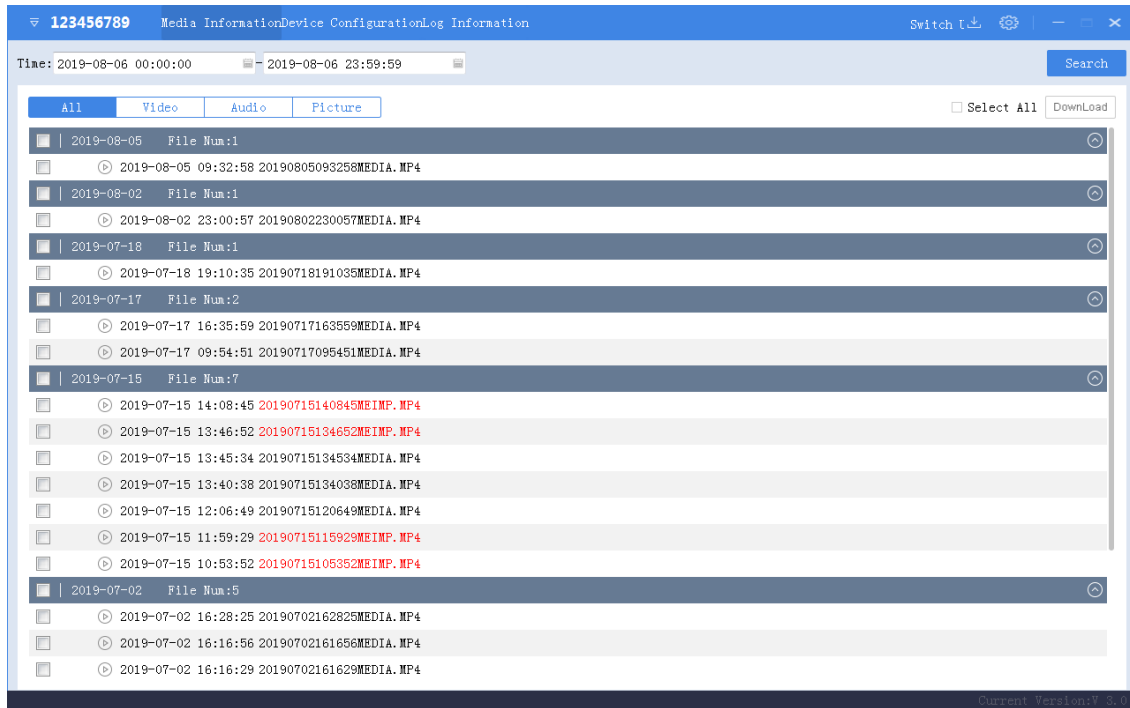 123456789 Media Information Device Configuration Log Information Switch U
Time: 2019-08-06 00:00:00 - 2019-08-06 23:59:59 Search
All Video Audio Picture Select All DownLoad
2019-08-05 File Num:1
2019-08-05 09:32:58 20190805093258MEDIA.MP4
2019-08-02 File Num:1
2019-08-02 23:00:57 20190802230057MEDIA.MP4
2019-07-18 File Num:1
2019-07-18 19:10:35 20190718191035MEDIA.MP4
2019-07-17 File Num:2
2019-07-17 16:35:59 20190717163559MEDIA.MP4
2019-07-17 09:54:51 20190717095451MEDIA.MP4
2019-07-15 File Num:7
2019-07-15 14:08:45 20190715140845MEIMP.MP4
2019-07-15 13:46:52 20190715134652MEIMP.MP4
2019-07-15 13:45:34 20190715134534MEDIA.MP4
2019-07-15 13:40:38 20190715134038MEDIA.MP4
2019-07-15 12:06:49 20190715120649MEDIA.MP4
2019-07-15 11:59:29 20190715115929MEIMP.MP4
2019-07-15 10:53:52 20190715105352MEIMP.MP4
2019-07-02 File Num:5
2019-07-02 16:28:25 20190702162825MEDIA.MP4
2019-07-02 16:16:56 20190702161656MEDIA.MP4
2019-07-02 16:16:29 20190702161629MEDIA.MP4
Current Version:V 3.0